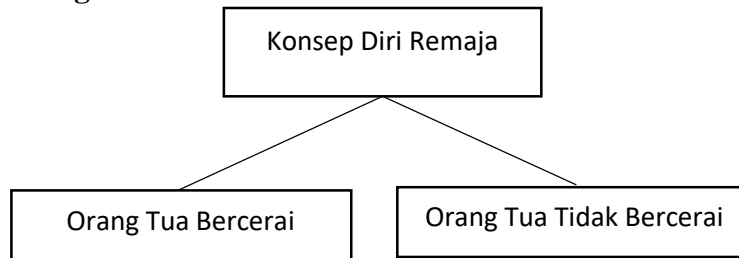 Konsep Diri Remaja
Orang Tua Bercerai
Orang Tua Tidak Bercerai